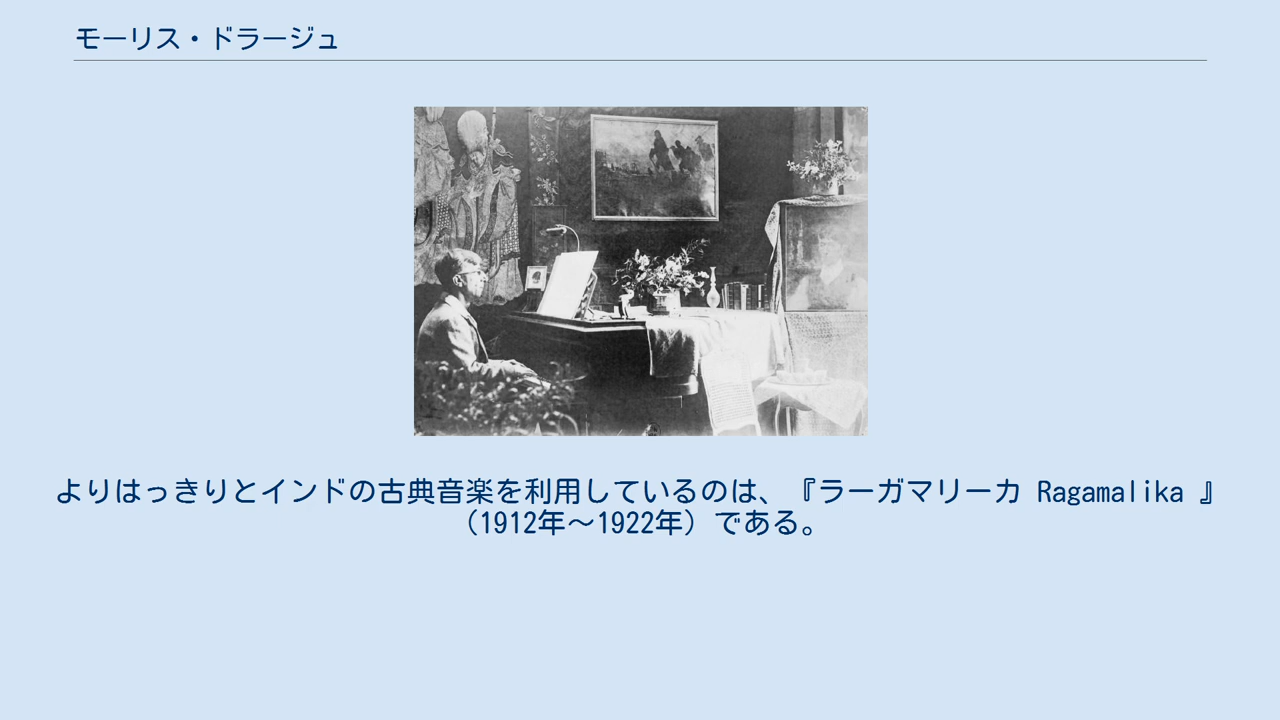 モーリス・ドラージュ
よりはっきりとインドの古典音楽を利用しているのは、『ラーガマリーカ Ragamalika 』
（1912年～1922年）である。